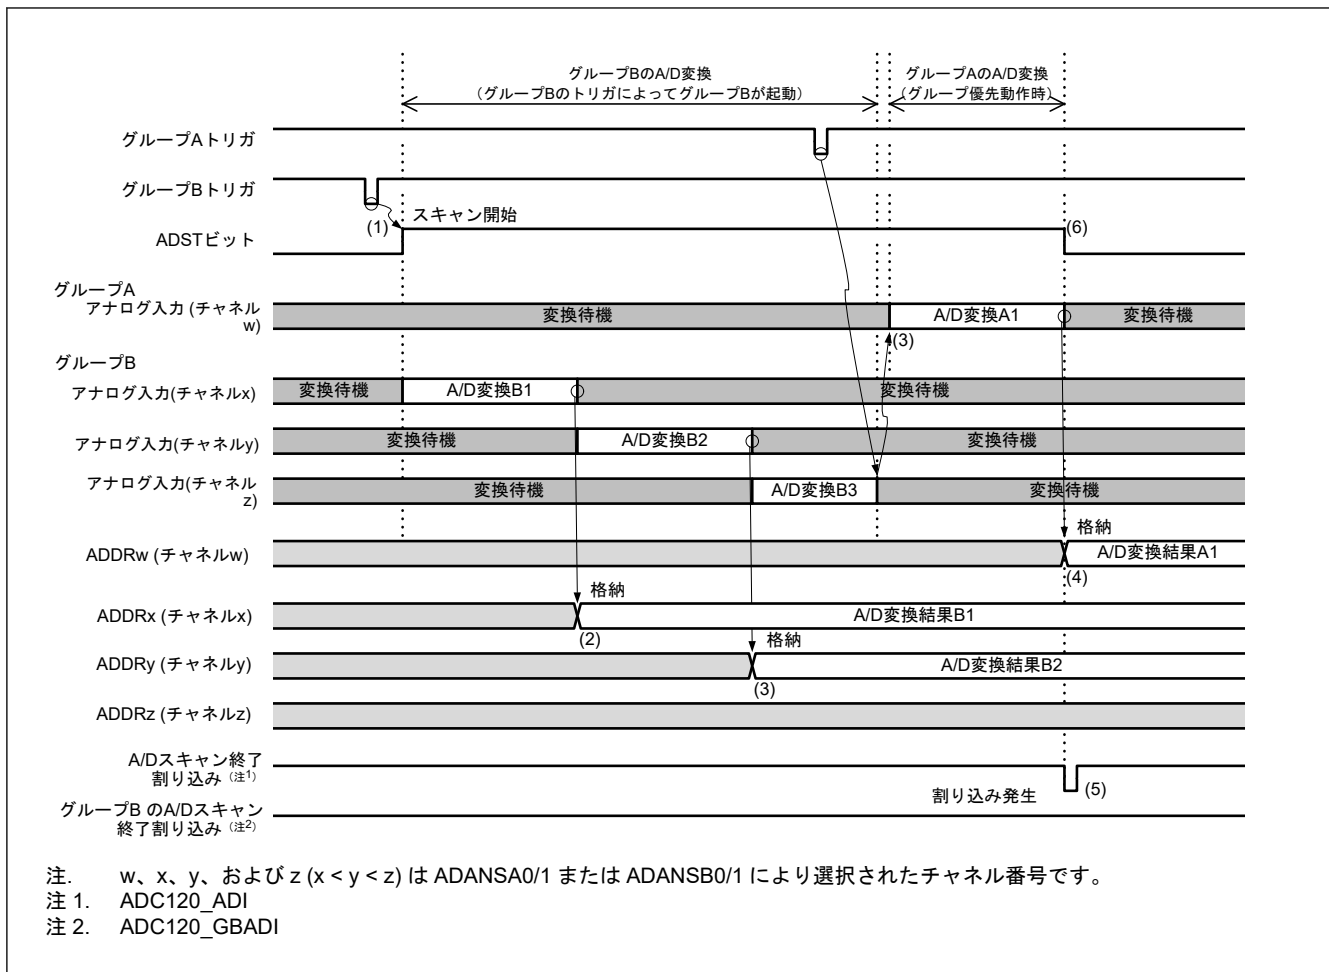 グループBのA/D変換
(グループBのトリガによってグループBが起動)
グループAのA/D変換
(グループ優先動作時)
グループAトリガ
グループBトリガ
(1)
スキャン開始
(6)
ADSTビット
グループA
アナログ入力 (チャネル
w)
変換待機
A/D変換A1
変換待機
(3)
グループB
アナログ入力(チャネルx)
変換待機
A/D変換B1
変換待機
アナログ入力(チャネルy)
変換待機
A/D変換B2
変換待機
アナログ入力(チャネル
z)
変換待機
A/D変換B3
変換待機
格納
ADDRw (チャネルw)
A/D変換結果A1
(4)
格納
ADDRx (チャネルx)
A/D変換結果B1
(2)
格納
ADDRy (チャネルy)
A/D変換結果B2
(3)
ADDRz (チャネルz)
A/Dスキャン終了
割り込み (注1)
割り込み発生
(5)
グループB のA/Dスキャン
終了割り込み (注2)
注. w、x、y、および z (x < y < z) は ADANSA0/1 または ADANSB0/1 により選択されたチャネル番号です。
注 1. ADC120_ADI
注 2. ADC120_GBADI